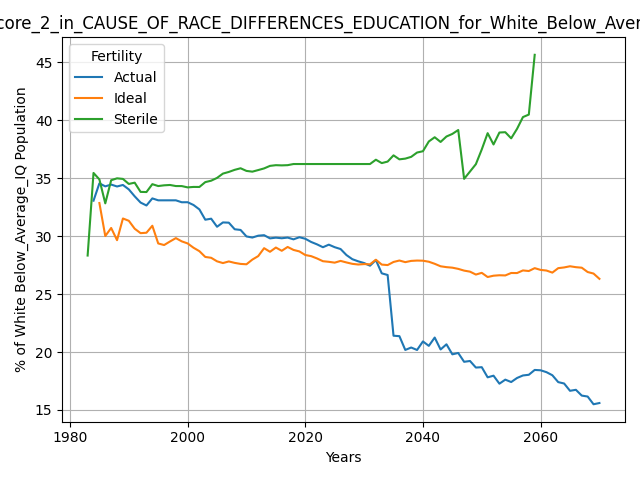 core_2_in_CAUSE_OF_RACE_DIFFERENCES_EDUCATION_for_White_Below_Aver
Fertility
Actual
Ideal
Sterile
% of White Below_Average_IQ Population
45
40
35
30
25
20
15
1980
2000
2020
2040
2060
Years